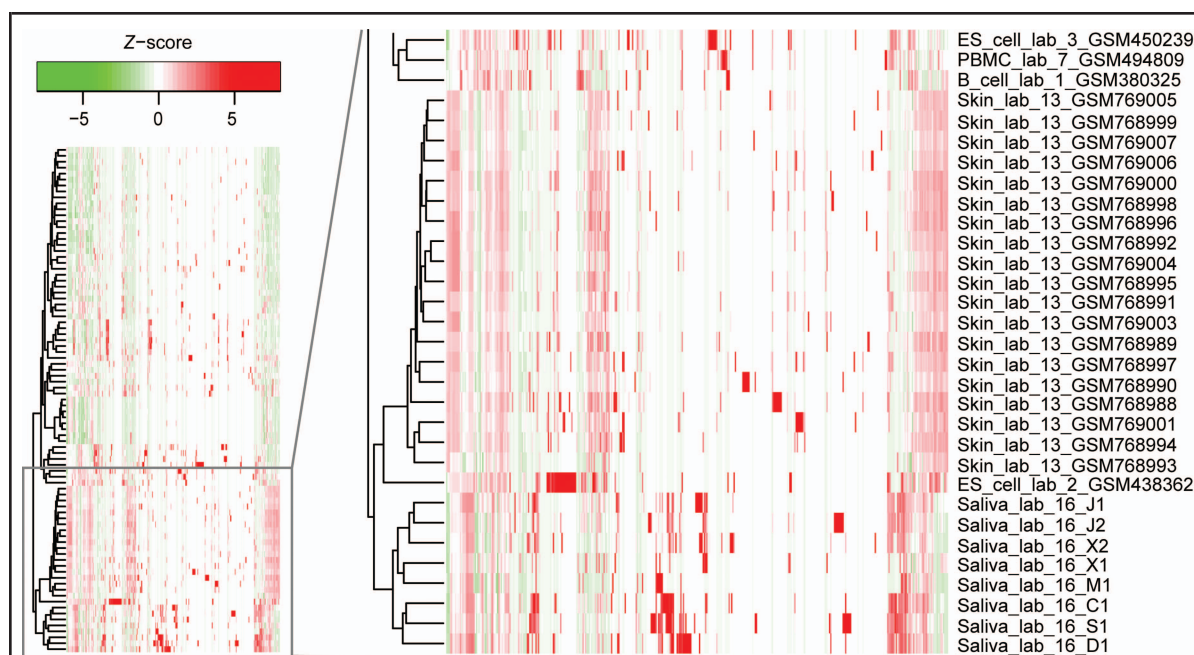 Z-score
−5 0 5
ES_cell_lab_3_GSM450239
PBMC_lab_7_GSM494809
B_cell_lab_1_GSM380325
Skin_lab_13_GSM769005
Skin_lab_13_GSM768999
Skin_lab_13_GSM769007
Skin_lab_13_GSM769006
Skin_lab_13_GSM769000
Skin_lab_13_GSM768998
Skin_lab_13_GSM768996
Skin_lab_13_GSM768992
Skin_lab_13_GSM769004
Skin_lab_13_GSM768995
Skin_lab_13_GSM768991
Skin_lab_13_GSM769003
Skin_lab_13_GSM768989
Skin_lab_13_GSM768997
Skin_lab_13_GSM768990
Skin_lab_13_GSM768988
Skin_lab_13_GSM769001
Skin_lab_13_GSM768994
Skin_lab_13_GSM768993
ES_cell_lab_2_GSM438362
Saliva_lab_16_J1
Saliva_lab_16_J2
Saliva_lab_16_X2
Saliva_lab_16_X1
Saliva_lab_16_M1
Saliva_lab_16_C1
Saliva_lab_16_S1
Saliva_lab_16_D1